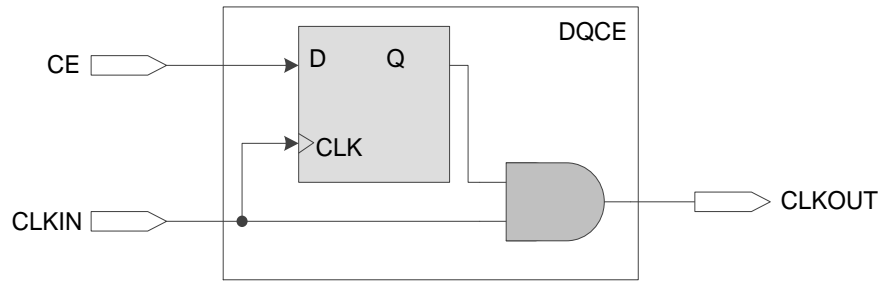 DQCE
CE
D Q
CLK
CLKIN
CLKOUT